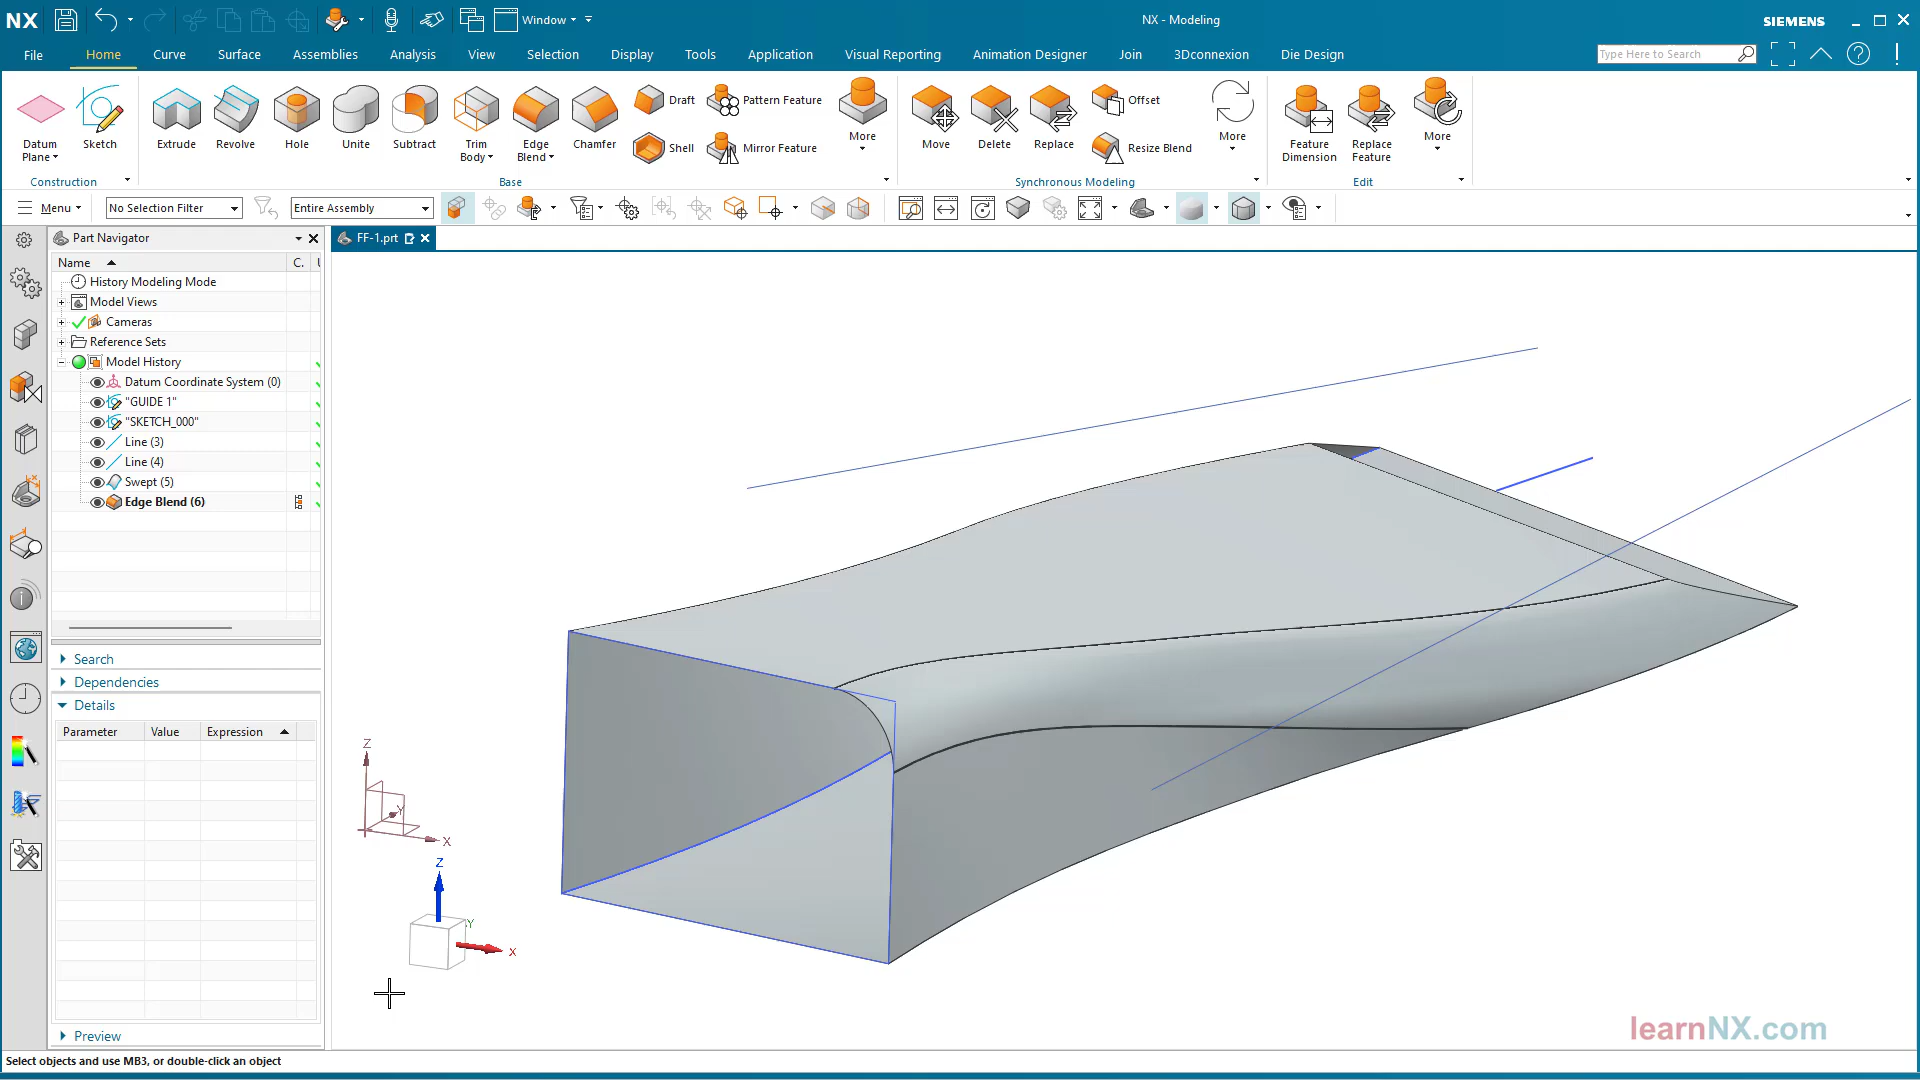 NX
Window
NX - Modeling
SIEMENS
File
Home
Curve
Surface
Assemblies
Analysis
View
Selection
Display
Tools
Application
Visual Reporting
Animation Designer
Join
3Dconnexion
Die Design
Type here to Search
Datum Plane
Sketch
Extrude
Revolve
Hole
Unite
Subtract
Trim Body
Edge Blend
Chamfer
Draft
Shell
Pattern Feature
Mirror Feature
More
Move
Delete
Replace
Offset
Resize Blend
More
Feature Dimension
Replace Feature
More
Construction
Base
Synchronous Modeling
Edit
Menu
No Selection Filter
Entire Assembly
Part Navigator
FF-1.prt
Name
C.
History Modeling Mode
Model Views
Cameras
Reference Sets
Model History
Datum Coordinate System (0)
"GUIDE 1"
"SKETCH_000"
Line (3)
Line (4)
Swept (5)
Edge Blend (6)
Search
Dependencies
Details
Parameter
Value
Expression
Preview
Z
Y
X
Z
Y
X
learnNX.com
Select objects and use MB3, or double-click an object